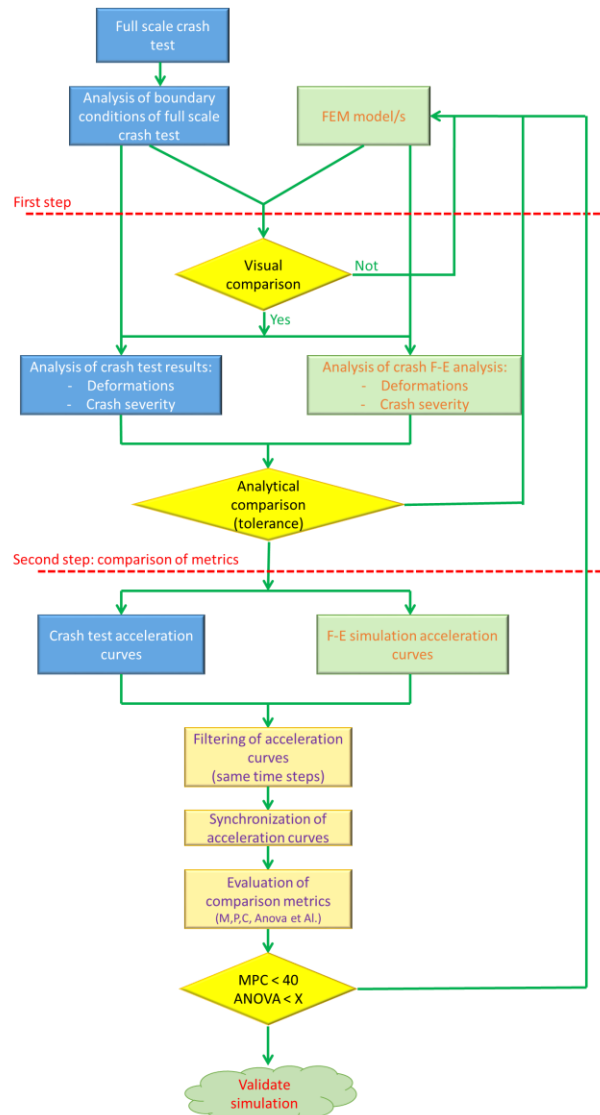 Full scale crash
test
Analysis of boundary
conditions of full scale
crash test
FEM model/s
First step
Visual
comparison
Not
Yes
Analysis of crash test results:
- Deformations
- Crash severity
Analysis of crash F-E analysis:
- Deformations
- Crash severity
Analytical
comparison
(tolerance)
Second step: comparison of metrics
Crash test acceleration
curves
F-E simulation acceleration
curves
Filtering of acceleration
curves
(same time steps)
Synchronization of
acceleration curves
Evaluation of
comparison metrics
(M,P,C, Anova et Al.)
MPC < 40
ANOVA < X
Validate
simulation